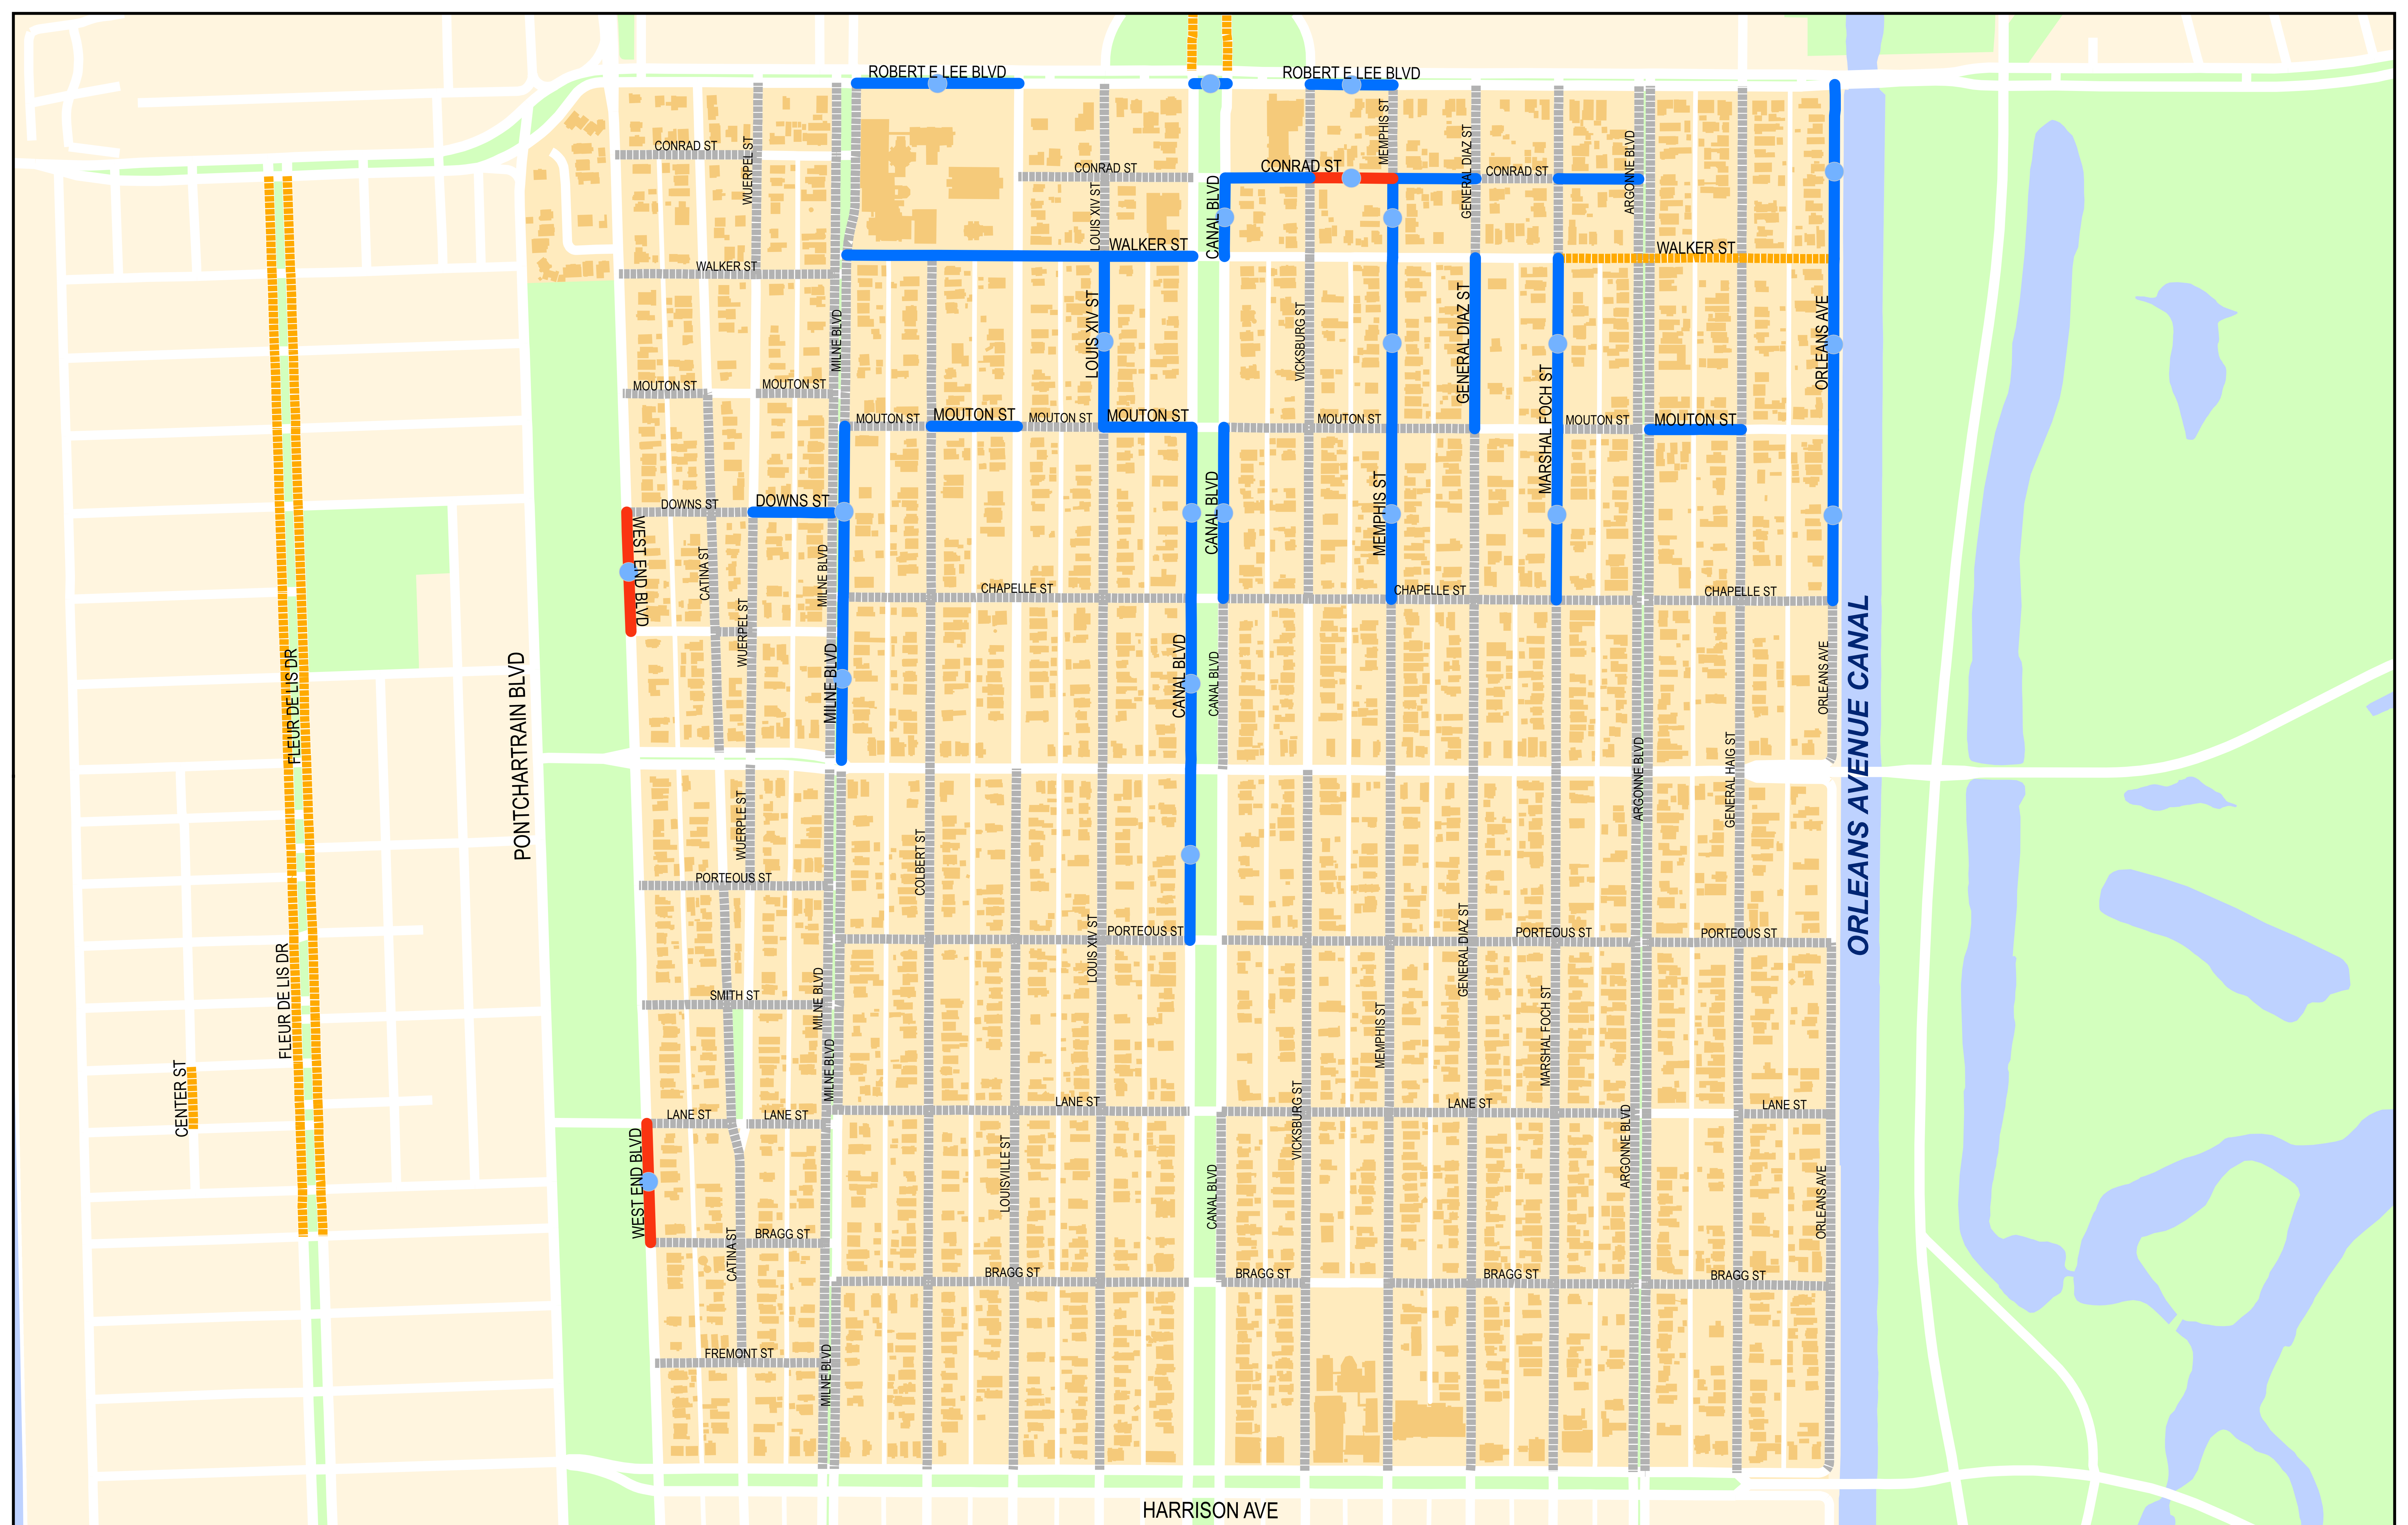 ROBERT E LEE BLVD
ROBERT E LEE BLVD
CONRAD ST
WUERPEL ST
CONRAD ST
LOUIS XIV ST
CANAL BLVD
CONRAD ST
MEMPHIS ST
GENERAL DIAZ ST
CONRAD ST
ARGONNE BLVD
WALKER ST
WALKER ST
WALKER ST
MILNE BLVD
LOUIS XIV ST
VICKSBURG ST
GENERAL DIAZ ST
MARSHAL FOCH ST
ORLEANS AVE
MOUTON ST
MOUTON ST
MOUTON ST
MOUTON ST
MOUTON ST
MOUTON ST
MOUTON ST
MOUTON ST
MOUTON ST
DOWNS ST
DOWNS ST
WEST END BLVD
CATINA ST
WUERPEL ST
MILNE BLVD
CANAL BLVD
MEMPHIS ST
CHAPELLE ST
CHAPELLE ST
CHAPELLE ST
FLEUR DE LIS DR
PONTCHARTRAIN BLVD
MILNE BLVD
CANAL BLVD
CANAL BLVD
ORLEANS AVE
ORLEANS AVENUE CANAL
WUERPLE ST
COLBERT ST
ARGONNE BLVD
GENERAL HAIG ST
PORTEOUS ST
PORTEOUS ST
PORTEOUS ST
PORTEOUS ST
FLEUR DE LIS DR
SMITH ST
MILNE BLVD
LOUIS XIV ST
GENERAL DIAZ ST
MEMPHIS ST
MARSHAL FOCH ST
CENTER ST
MILNE BLVD
LANE ST
LANE ST
LANE ST
LANE ST
LANE ST
WEST END BLVD
LOUISVILLE ST
CANAL BLVD
VICKSBURG ST
ARGONNE BLVD
ORLEANS AVE
CATINA ST
BRAGG ST
BRAGG ST
BRAGG ST
BRAGG ST
BRAGG ST
FREMONT ST
MILNE BLVD
HARRISON AVE